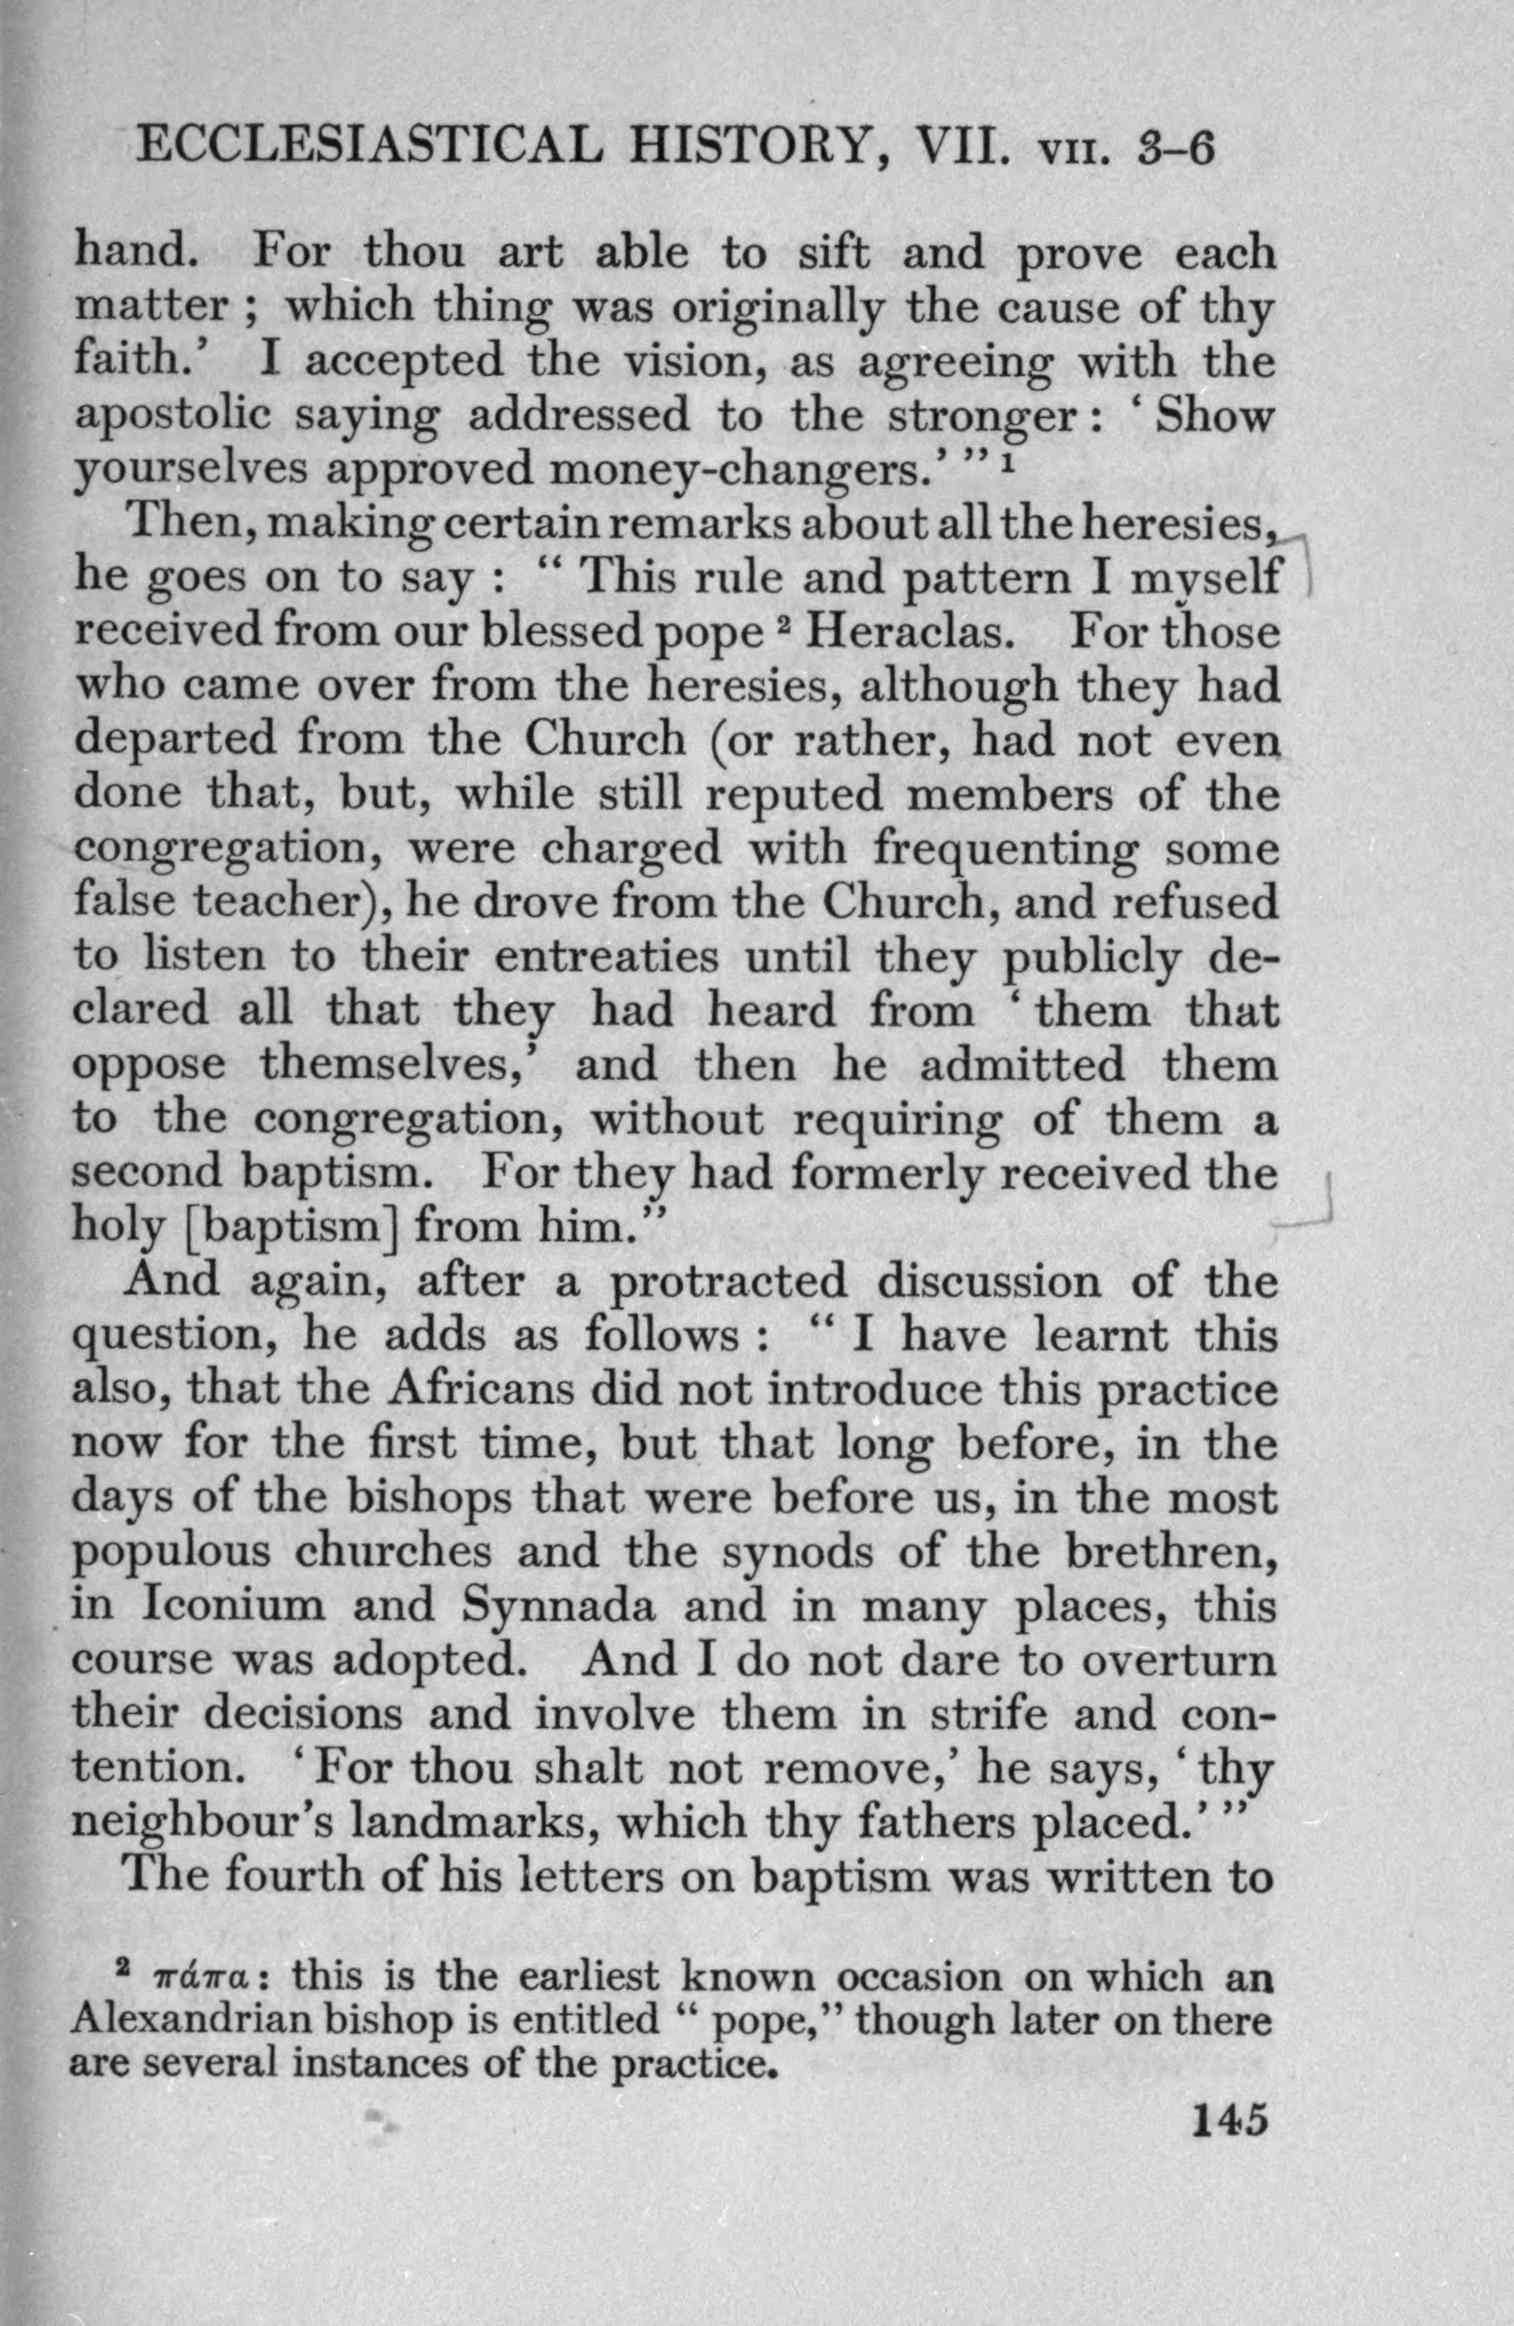 ECCLESIASTICAL HISTORY, VII. VII. 3–6
hand. For thou art able to sift and prove each
matter ; which thing was originally the cause of thy
faith.’ I accepted the vision, as agreeing with the
apostolic saying addressed to the stronger : ‘ Show
yourselves approved money-changers.’ ” ¹
Then, making certain remarks about all the heresies,
he goes on to say : “ This rule and pattern I myself
received from our blessed pope ² Heraclas. For those
who came over from the heresies, although they had
departed from the Church (or rather, had not even
done that, but, while still reputed members of the
congregation, were charged with frequenting some
false teacher), he drove from the Church, and refused
to listen to their entreaties until they publicly de-
clared all that they had heard from ‘ them that
oppose themselves,’ and then he admitted them
to the congregation, without requiring of them a
second baptism. For they had formerly received the
holy [baptism] from him.”
And again, after a protracted discussion of the
question, he adds as follows : “ I have learnt this
also, that the Africans did not introduce this practice
now for the first time, but that long before, in the
days of the bishops that were before us, in the most
populous churches and the synods of the brethren,
in Iconium and Synnada and in many places, this
course was adopted. And I do not dare to overturn
their decisions and involve them in strife and con-
tention. ‘ For thou shalt not remove,’ he says, ‘ thy
neighbour’s landmarks, which thy fathers placed.’ ”
The fourth of his letters on baptism was written to
² πάπα : this is the earliest known occasion on which an
Alexandrian bishop is entitled “ pope,” though later on there
are several instances of the practice.
145